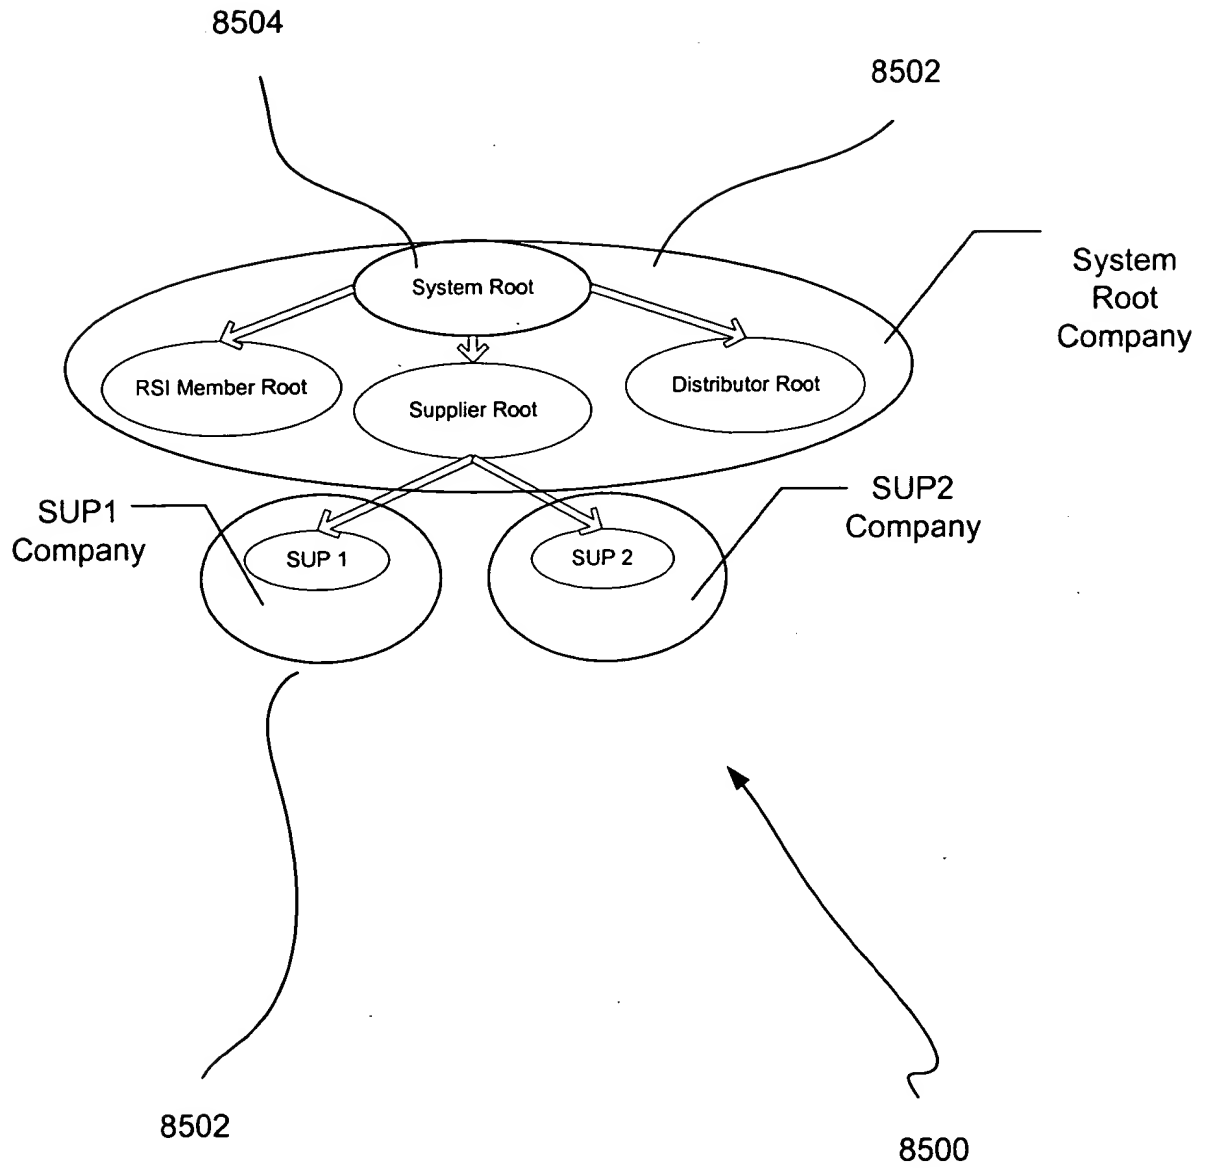 8504
8502
System
Root
Company
System Root
RSI Member Root
Supplier Root
Distributor Root
SUP1
Company
SUP2
Company
SUP 1
SUP 2
8502
8500